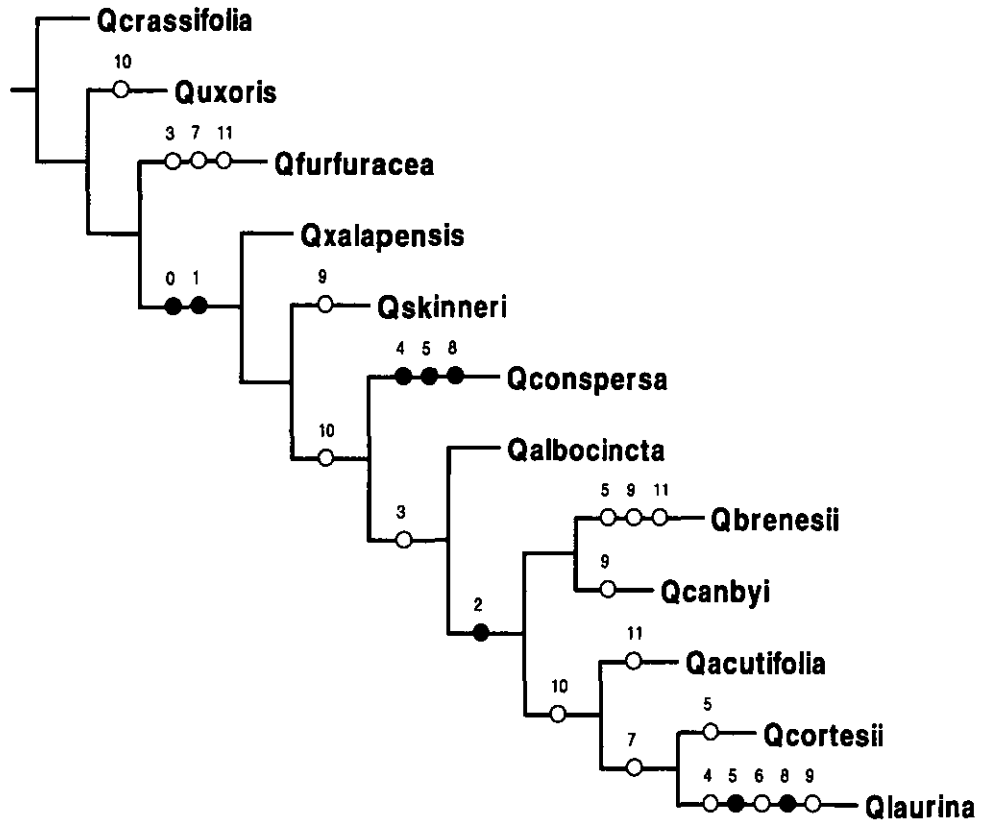 Qcrassifolia
10
Quxoris
3 7 11
Qfurfuracea
Qxalapensis
0 1
9
Qskinneri
4 5 8
Qconspersa
10
Qalbocincta
3
5 9 11
Qbrenesii
9
Qcanbyi
2
11
Qacutifolia
10
5
Qcortesii
7
4 5 6 8 9
Qlaurina